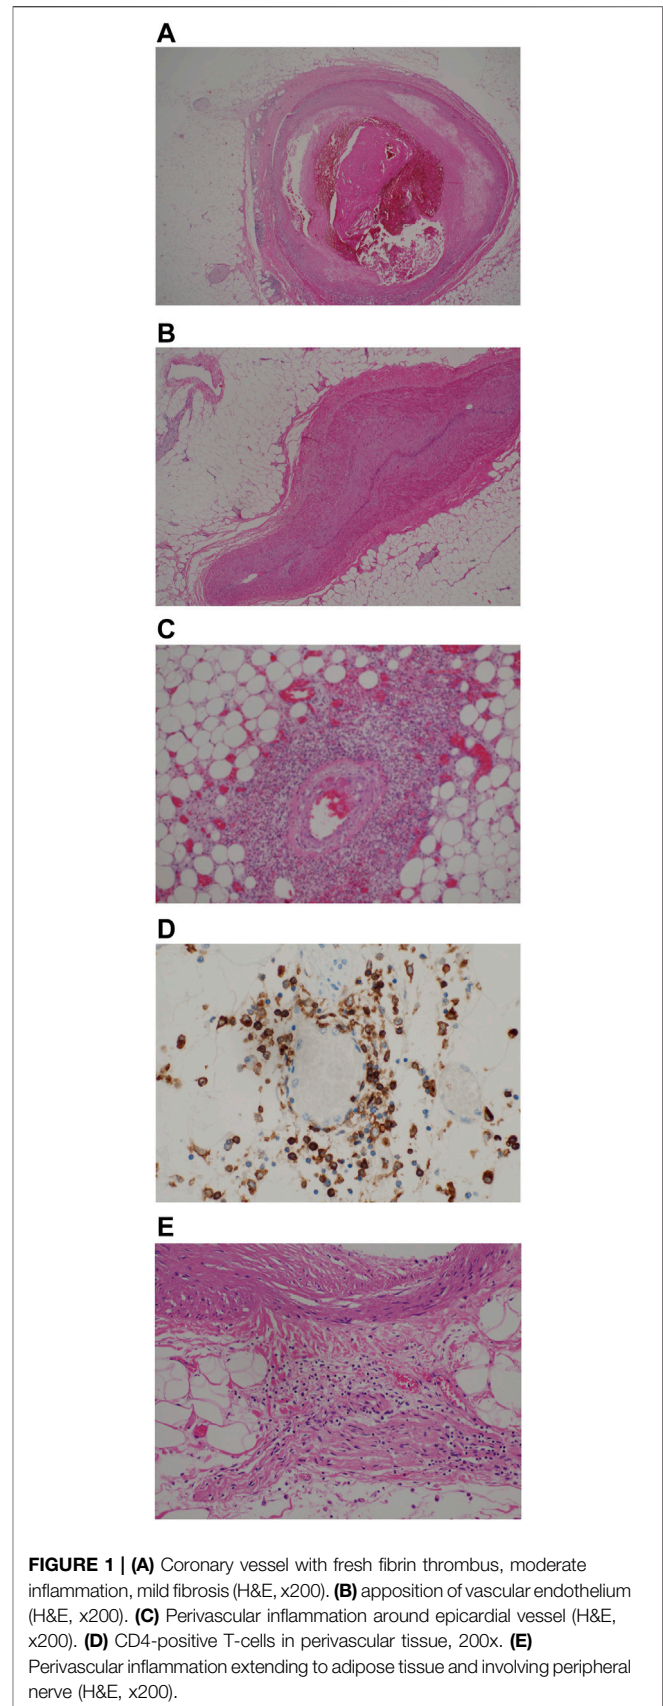 A
B
C
D
E
FIGURE 1 | (A) Coronary vessel with fresh fibrin thrombus, moderate
inflammation, mild fibrosis (H&E, x200). (B) apposition of vascular endothelium
(H&E, x200). (C) Perivascular inflammation around epicardial vessel (H&E,
x200). (D) CD4-positive T-cells in perivascular tissue, 200x. (E)
Perivascular inflammation extending to adipose tissue and involving peripheral
nerve (H&E, x200).